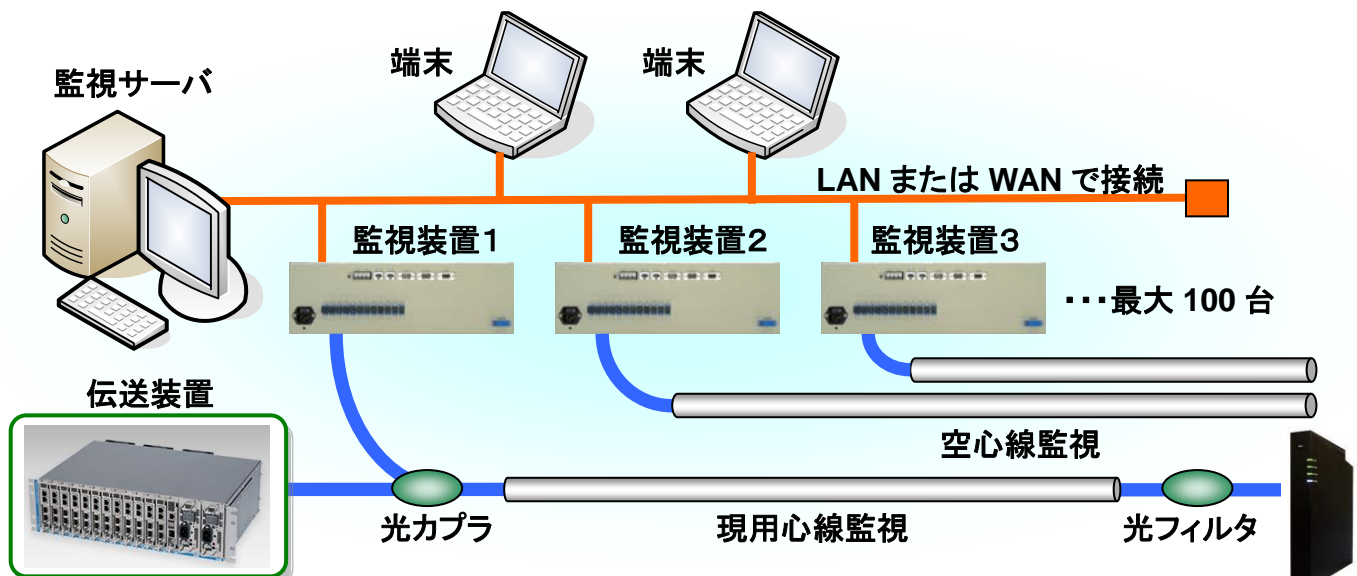 端末
端末
監視サーバ
LAN または WAN で接続
監視装置１
監視装置２
監視装置３
・・・最大 100 台
伝送装置
空心線監視
光カプラ
現用心線監視
光フィルタ